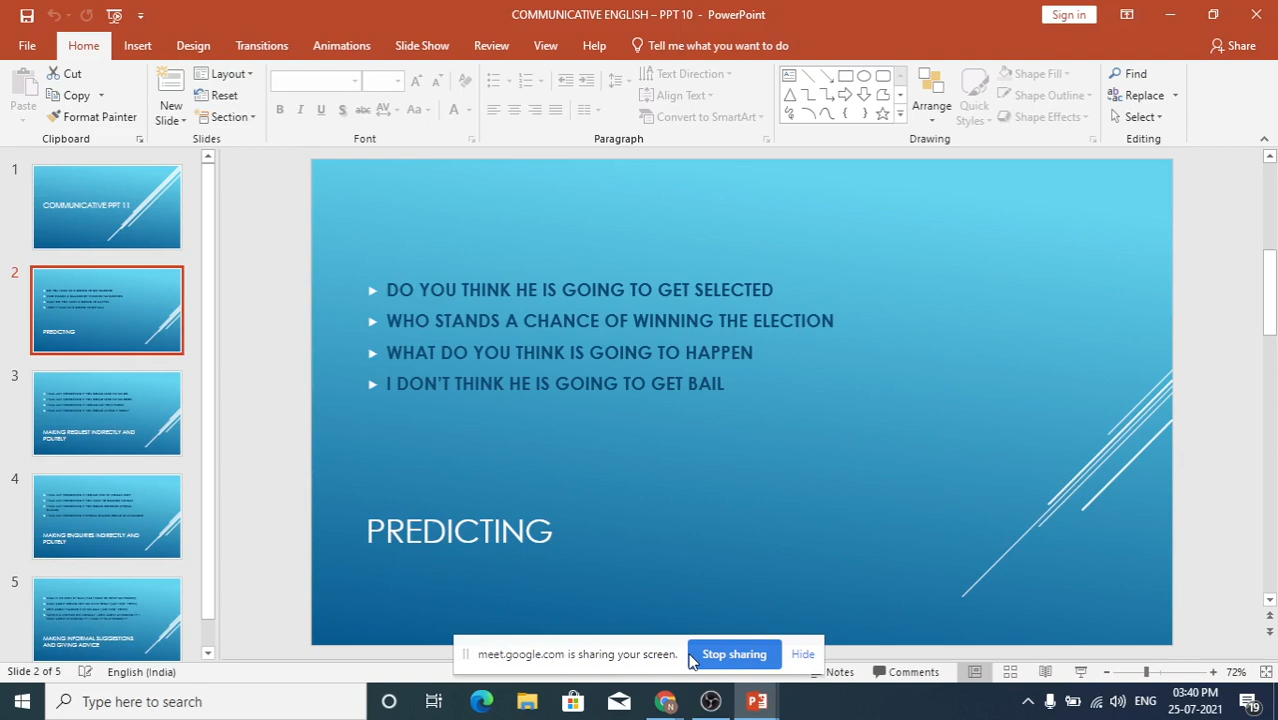 COMMUNICATIVE ENGLISH – PPT 10 - PowerPoint
Sign in
File Home Insert Design Transitions Animations Slide Show Review View Help Tell me what you want to do Share
Paste
Cut
Copy
Format Painter
Clipboard
New Slide
Layout
Reset
Section
Slides
B I U S abc AV Aa A
Font
Text Direction
Align Text
Convert to SmartArt
Paragraph
Arrange
Quick Styles
Shape Fill
Shape Outline
Shape Effects
Drawing
Find
Replace
Select
Editing
1
COMMUNICATIVE PPT 11
2
PREDICTING
3
MAKING REQUEST INDIRECTLY AND
POLITELY
4
MAKING ENQUIRIES INDIRECTLY AND
POLITELY
5
MAKING INFORMAL SUGGESTIONS
AND GIVING ADVICE
DO YOU THINK HE IS GOING TO GET SELECTED
WHO STANDS A CHANCE OF WINNING THE ELECTION
WHAT DO YOU THINK IS GOING TO HAPPEN
I DON'T THINK HE IS GOING TO GET BAIL
PREDICTING
meet.google.com is sharing your screen. Stop sharing Hide
Slide 2 of 5 English (India) Notes Comments 72%
Type here to search
ENG
03:40 PM
25-07-2021
19